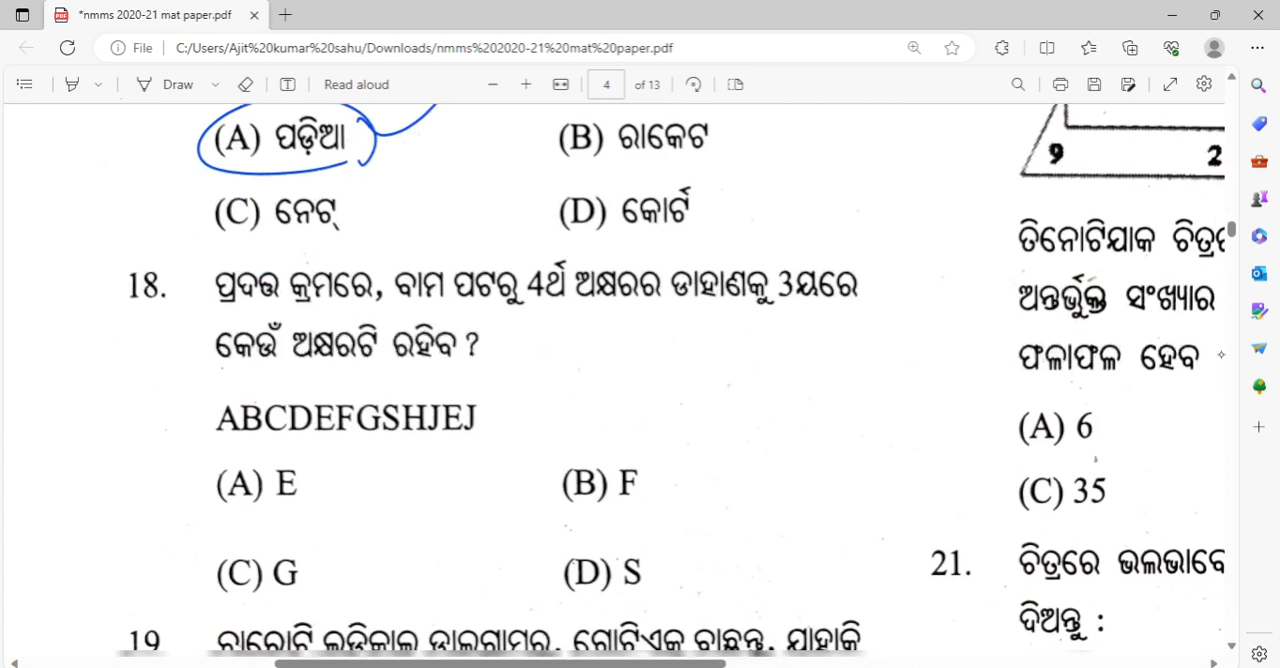 *nmms 2020-21 mat paper.pdf
File C:/Users/Ajit%20kumar%20sahu/Downloads/nmms%202020-21%20mat%20paper.pdf
Draw Read aloud 4 of 13
(A) ପଡ଼ିଆ (B) ରାକେଟ
(C) ନେଟ୍ (D) କୋର୍ଟ
18. ପ୍ରଦତ୍ତ କ୍ରମରେ, ବାମ ପଟରୁ 4ର୍ଥ ଅକ୍ଷରର ଡାହାଣକୁ 3ୟରେ
କେଉଁ ଅକ୍ଷରଟି ରହିବ ?
ABCDEFGSHJEJ
(A) E (B) F
(C) G (D) S
19
9 2
ତିନୋଟିଯାକ
ଅନ୍ତର୍ଭୁକ୍ତ ସଂଖ୍ୟାର
ଫଳାଫଳ ହେବ
(A) 6
(C) 35
21. ଚିତ୍ରରେ
ଦିଅନ୍ତୁ :